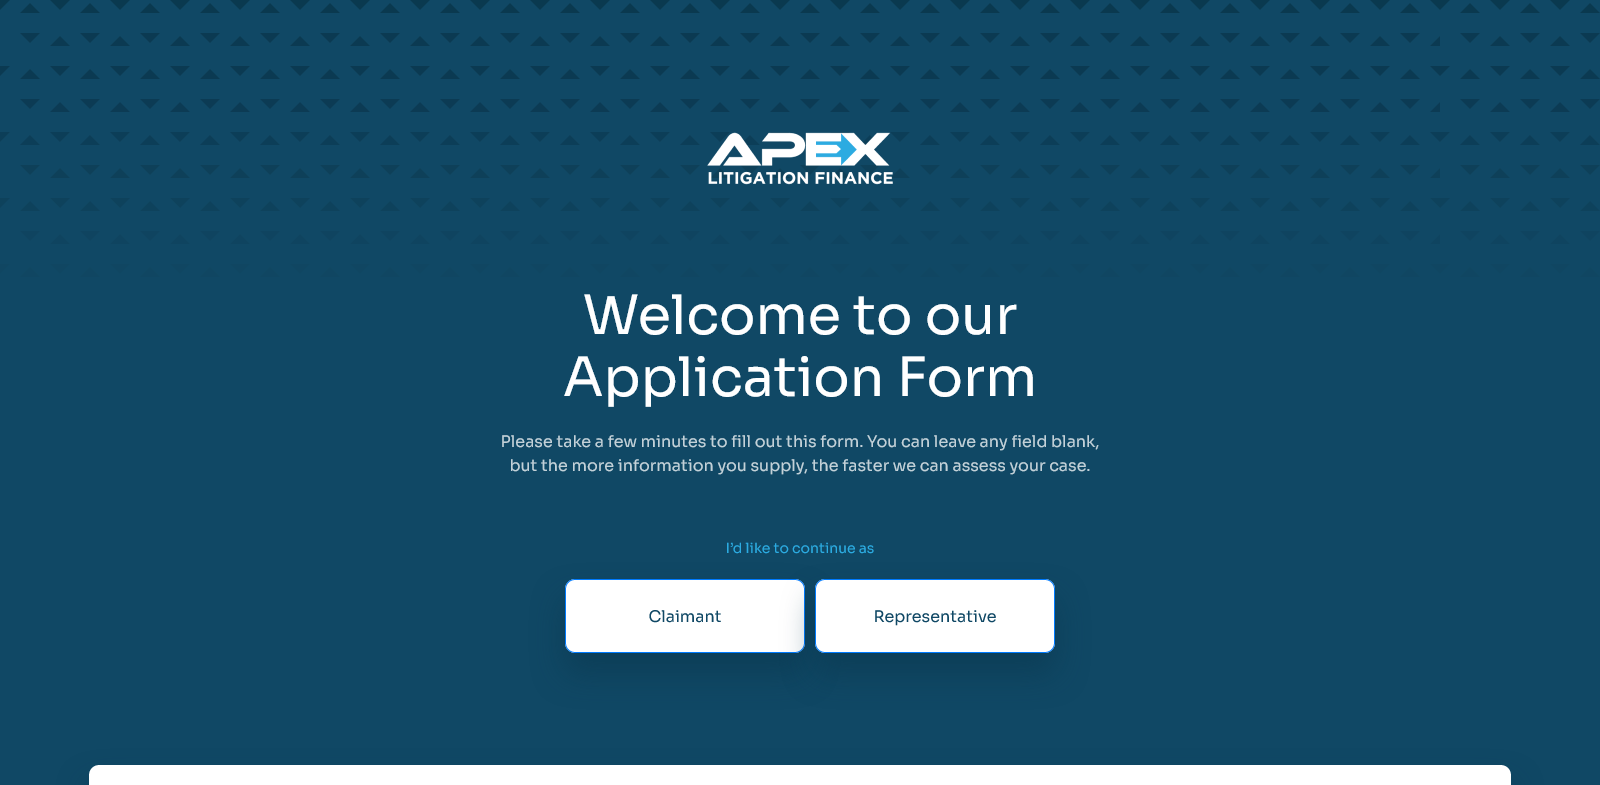 APEX
LITIGATION FINANCE
Welcome to our
Application Form
Please take a few minutes to fill out this form. You can leave any field blank,
but the more information you supply, the faster we can assess your case.
I'd like to continue as
Claimant
Representative